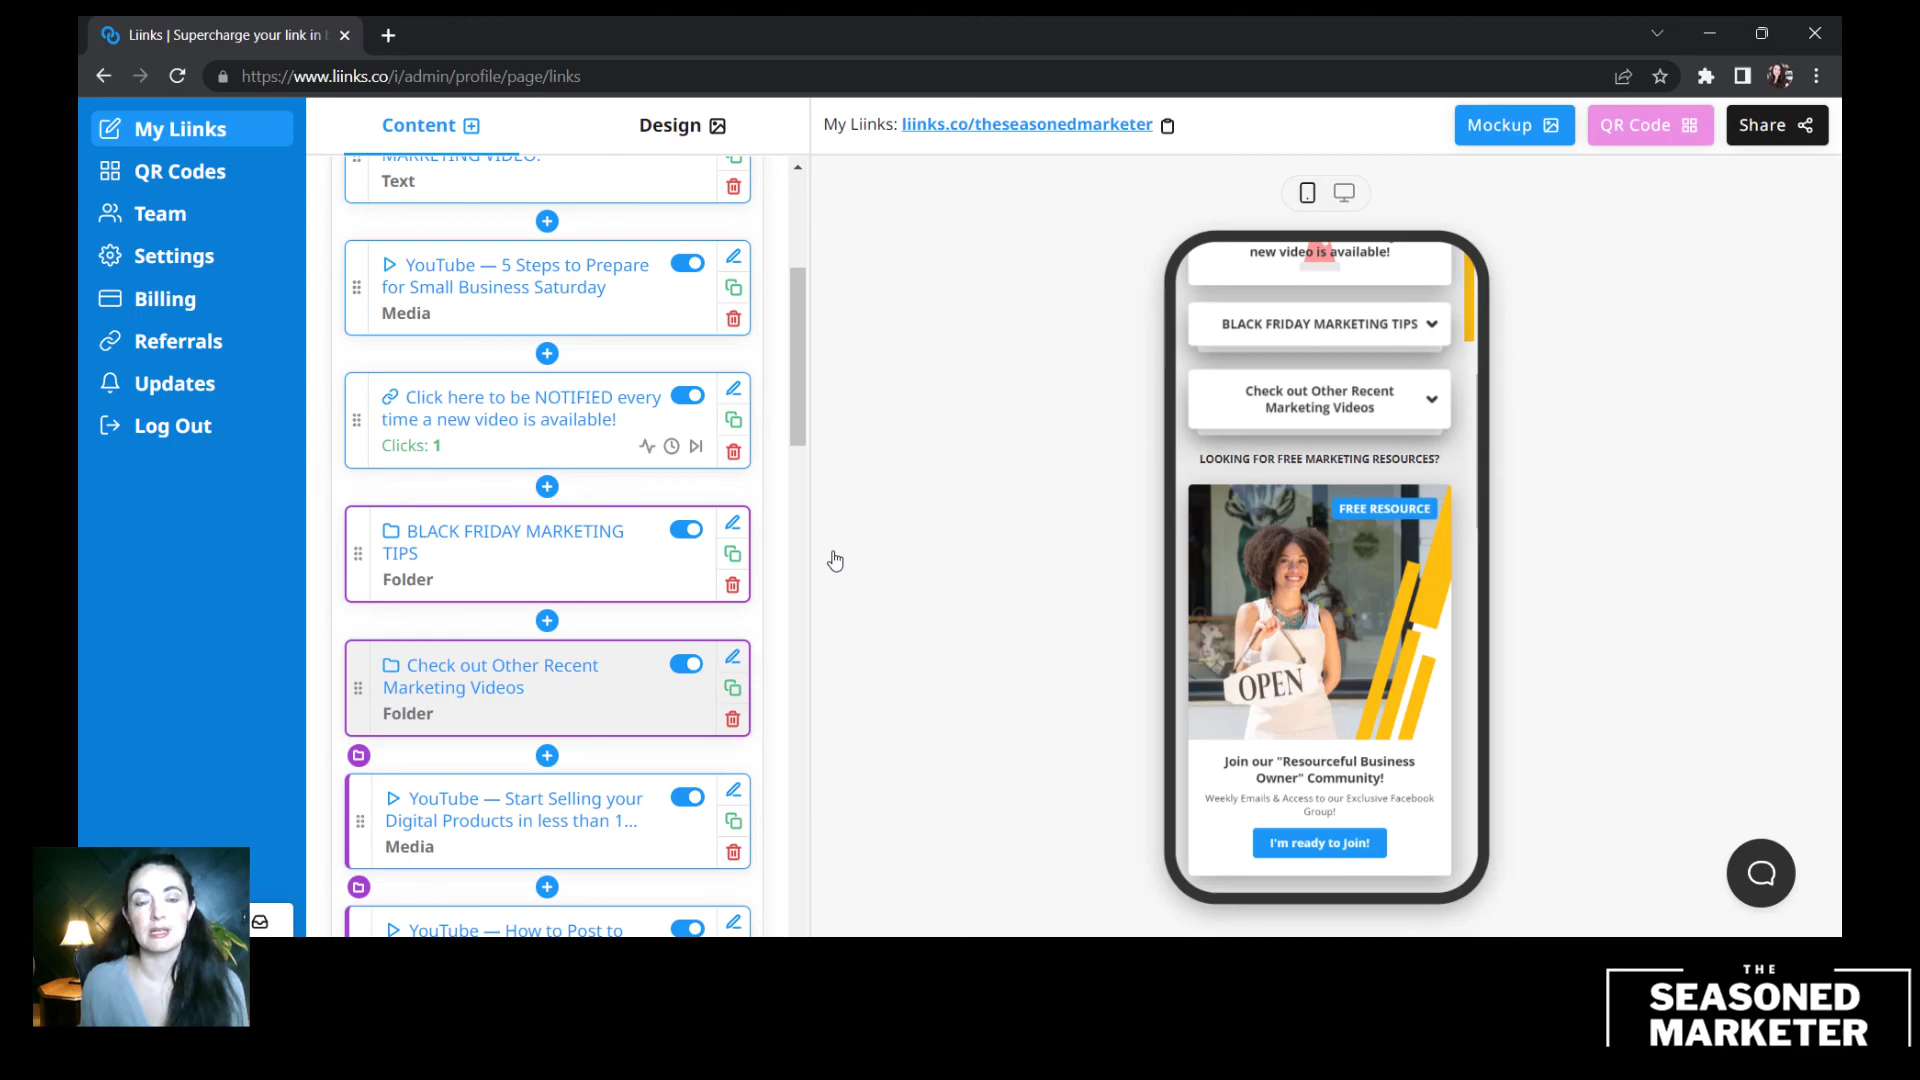 Liinks | Supercharge your link in b
https://www.liinks.co/i/admin/profile/page/links
My Liinks
QR Codes
Team
Settings
Billing
Referrals
Updates
Log Out
Content
Design
My Liinks: liinks.co/theseasonedmarketer
Mockup
QR Code
Share
MARKETING VIDEO:
Text
YouTube — 5 Steps to Prepare
for Small Business Saturday
Media
Click here to be NOTIFIED every
time a new video is available!
Clicks: 1
BLACK FRIDAY MARKETING
TIPS
Folder
Check out Other Recent
Marketing Videos
Folder
YouTube — Start Selling your
Digital Products in less than 1...
Media
YouTube — How to Post to
new video is available!
BLACK FRIDAY MARKETING TIPS
Check out Other Recent
Marketing Videos
LOOKING FOR FREE MARKETING RESOURCES?
FREE RESOURCE
OPEN
Join our "Resourceful Business
Owner" Community!
Weekly Emails & Access to our Exclusive Facebook
Group!
I'm ready to Join!
THE
SEASONED
MARKETER